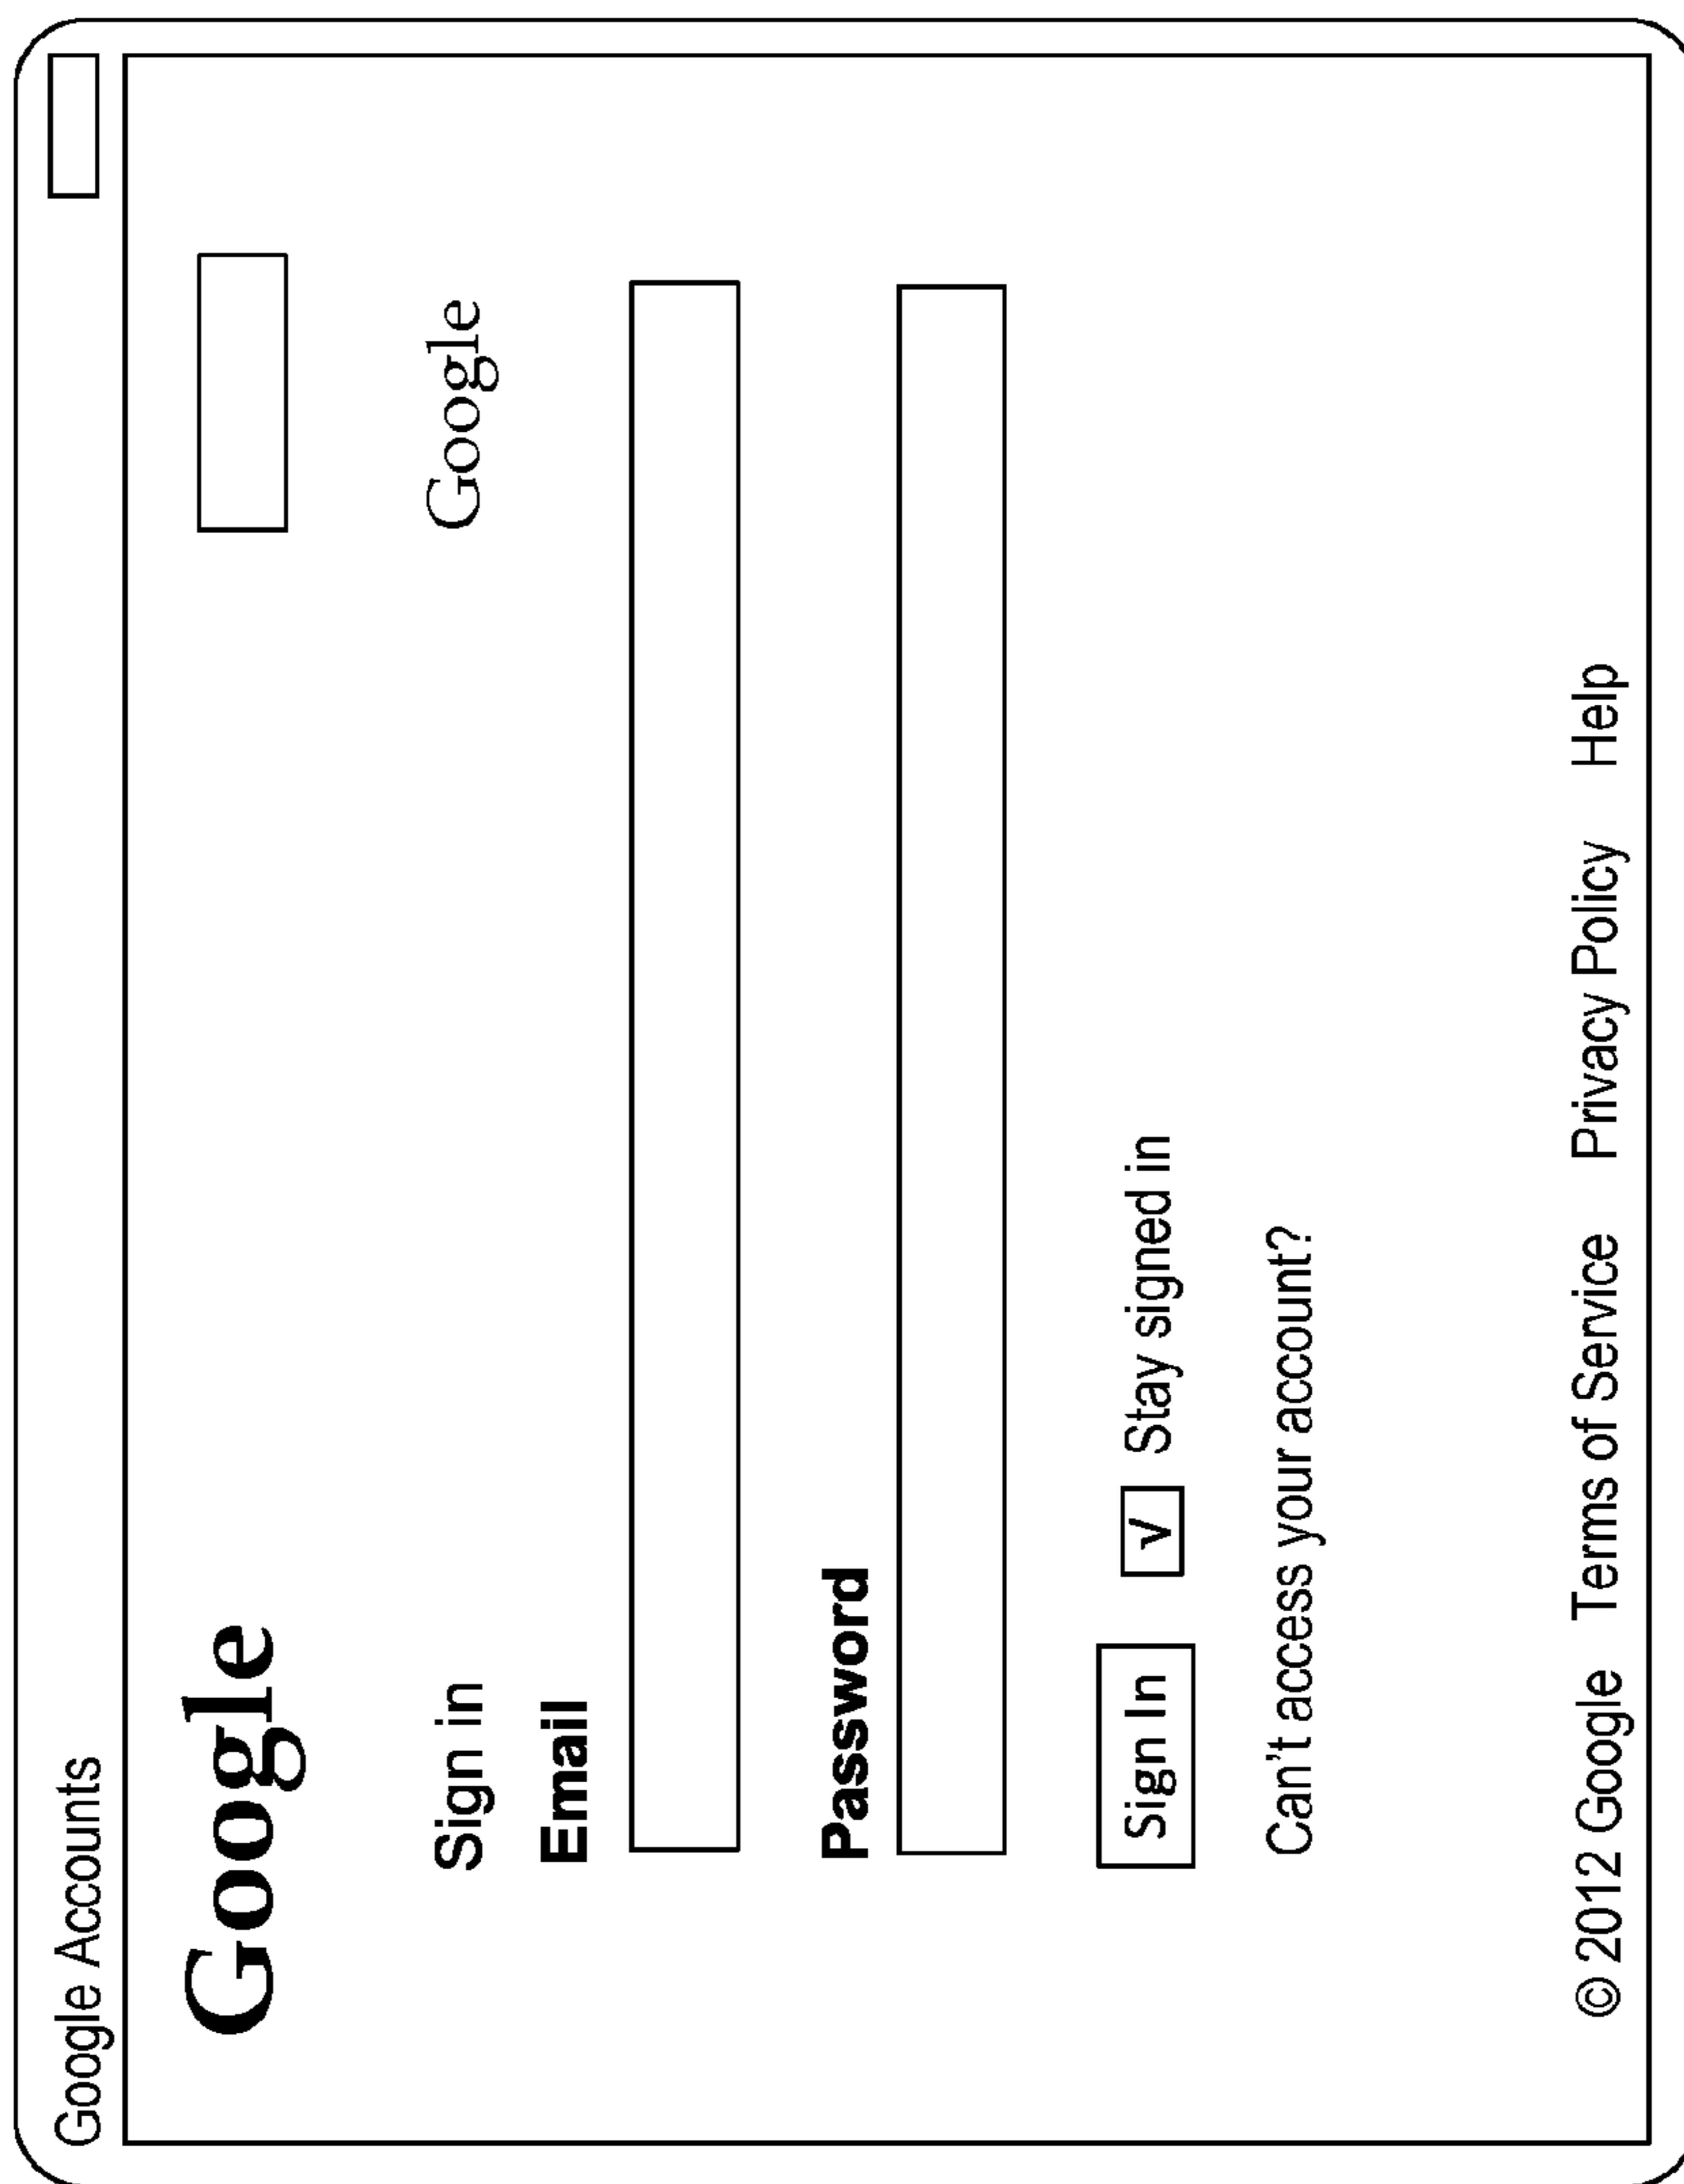 Google Accounts
Google
Sign in Google
Email
Password
Sign In √ Stay signed in
Can't access your account?
© 2012 Google Terms of Service Privacy Policy Help